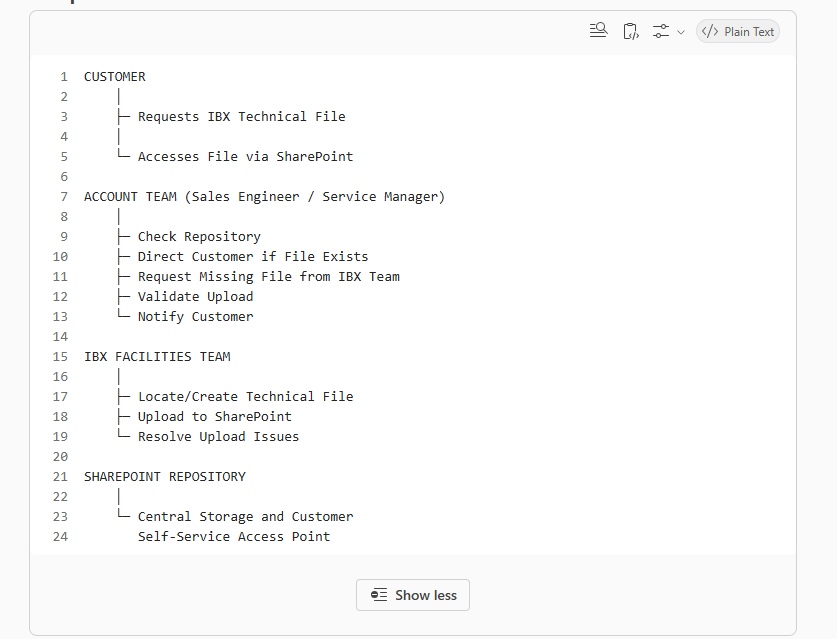 </> Plain Text
1 CUSTOMER
2 │
3 ├─ Requests IBX Technical File
4 │
5 └─ Accesses File via SharePoint
6
7 ACCOUNT TEAM (Sales Engineer / Service Manager)
8 │
9 ├─ Check Repository
10 ├─ Direct Customer if File Exists
11 ├─ Request Missing File from IBX Team
12 ├─ Validate Upload
13 └─ Notify Customer
14
15 IBX FACILITIES TEAM
16 │
17 ├─ Locate/Create Technical File
18 ├─ Upload to SharePoint
19 └─ Resolve Upload Issues
20
21 SHAREPOINT REPOSITORY
22 │
23 └─ Central Storage and Customer
24 Self-Service Access Point
Show less